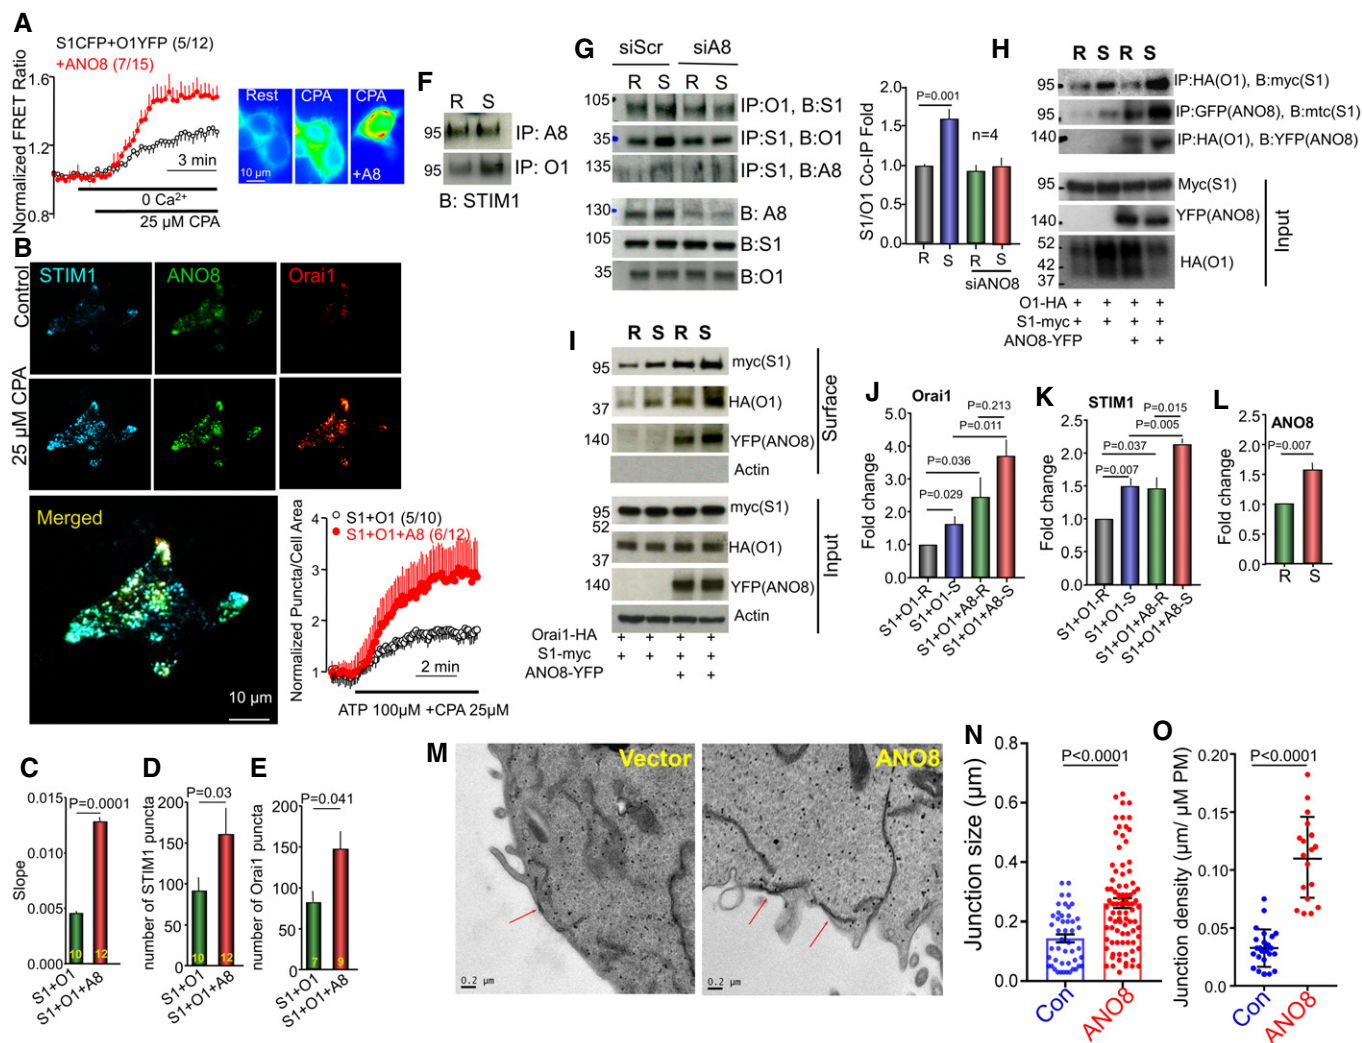 A
S1CFP+O1YFP (5/12)
+ANO8 (7/15)
Normalized FRET Ratio
1.6
1.2
0.8
3 min
0 Ca²⁺
25 µM CPA
Rest
CPA
CPA
10 µm
+A8
B
STIM1
ANO8
Orai1
Control
25 µM CPA
Merged
10 µm
Normalized Puncta/Cell Area
4
3
2
1
S1+O1 (5/10)
S1+O1+A8 (6/12)
2 min
ATP 100µM +CPA 25µM
C
P=0.0001
Slope
0.015
0.010
0.005
0.000
10
12
S1+O1
S1+O1+A8
D
P=0.03
number of STIM1 puncta
200
150
100
50
0
10
12
S1+O1
S1+O1+A8
E
P=0.041
number of Orai1 puncta
200
150
100
50
0
7
9
S1+O1
S1+O1+A8
F
R S
95
IP: A8
95
IP: O1
B: STIM1
G
siScr siA8
R S R S
105
IP:O1, B:S1
35
IP:S1, B:O1
135
IP:S1, B:A8
130
B: A8
105
B:S1
35
B:O1
S1/O1 Co-IP Fold
2.0
1.5
1.0
0.5
0.0
P=0.001
n=4
R S R S
siANO8
H
R S R S
95
IP:HA(O1), B:myc(S1)
95
IP:GFP(ANO8), B:mtc(S1)
140
IP:HA(O1), B:YFP(ANO8)
95
Myc(S1)
140
YFP(ANO8)
52
42
37
HA(O1)
Input
O1-HA + + + +
S1-myc + + + +
ANO8-YFP + +
I
R S R S
95
myc(S1)
37
HA(O1)
140
YFP(ANO8)
Actin
Surface
95
myc(S1)
52
37
HA(O1)
140
YFP(ANO8)
Actin
Input
Orai1-HA + + + +
S1-myc + + + +
ANO8-YFP + +
J
Orai1
Fold change
5.0
4.0
3.0
2.0
1.0
0.0
P=0.213
P=0.011
P=0.036
P=0.029
S1+O1-R
S1+O1-S
S1+O1+A8-R
S1+O1+A8-S
K
STIM1
Fold change
2.5
2.0
1.5
1.0
0.5
0.0
P=0.015
P=0.005
P=0.037
P=0.007
S1+O1-R
S1+O1-S
S1+O1+A8-R
S1+O1+A8-S
L
ANO8
Fold change
2.5
2.0
1.5
1.0
0.5
0.0
P=0.007
R S
M
Vector
0.2 µm
ANO8
0.2 µm
N
P<0.0001
Junction size (µm)
0.8
0.6
0.4
0.2
0.0
Con
ANO8
O
P<0.0001
Junction density (µm/ µM PM)
0.20
0.15
0.10
0.05
0.0
Con
ANO8